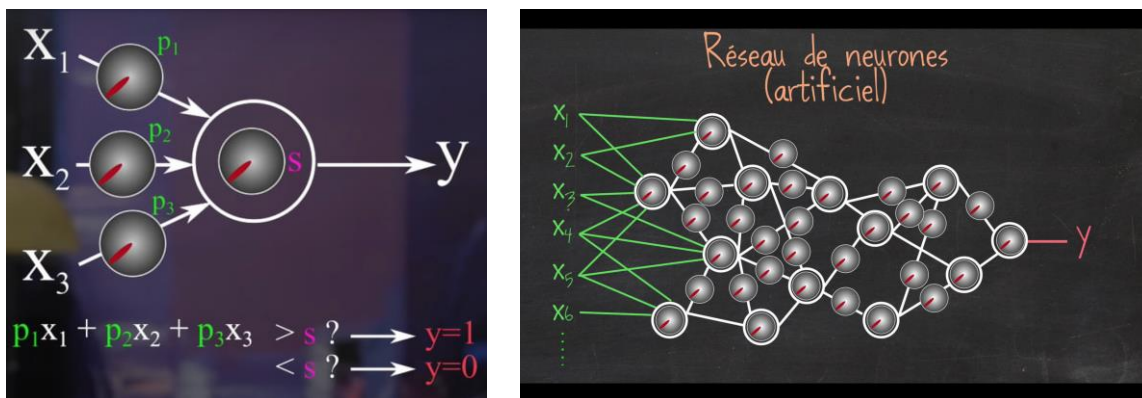 x₁
p₁
x₂
p₂
s
y
x₃
p₃
p₁x₁ + p₂x₂ + p₃x₃ > s ? y=1
< s ? y=0
Réseau de neurones
(artificiel)
x₁
x₂
x₃
x₄
x₅
x₆
y